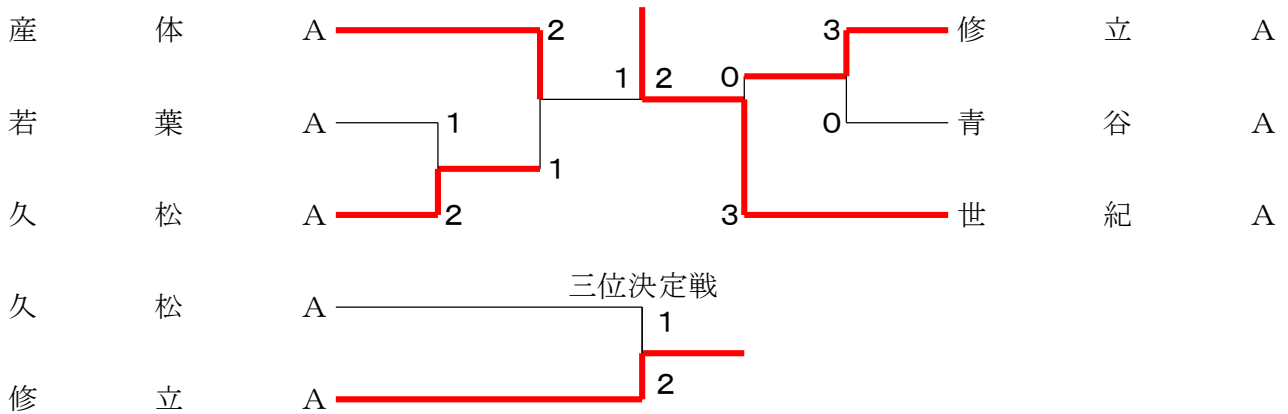 産 体 A 2 3 修 立 A
1 2 0
若 葉 A 1 0 青 谷 A
1
久 松 A 2 3 世 紀 A
三位決定戦
久 松 A 1
修 立 A 2